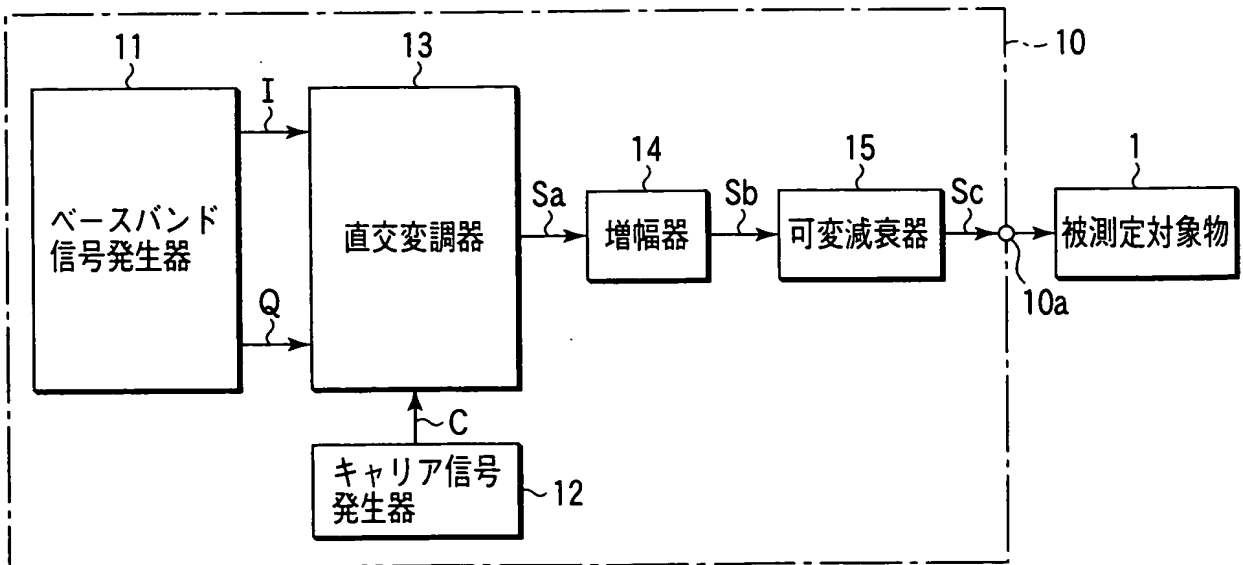 11
13
10
I
14
15
1
ベースバンド
信号発生器
直交変調器
Sa
増幅器
Sb
可変減衰器
Sc
被測定対象物
10a
Q
C
キャリア信号
発生器
12